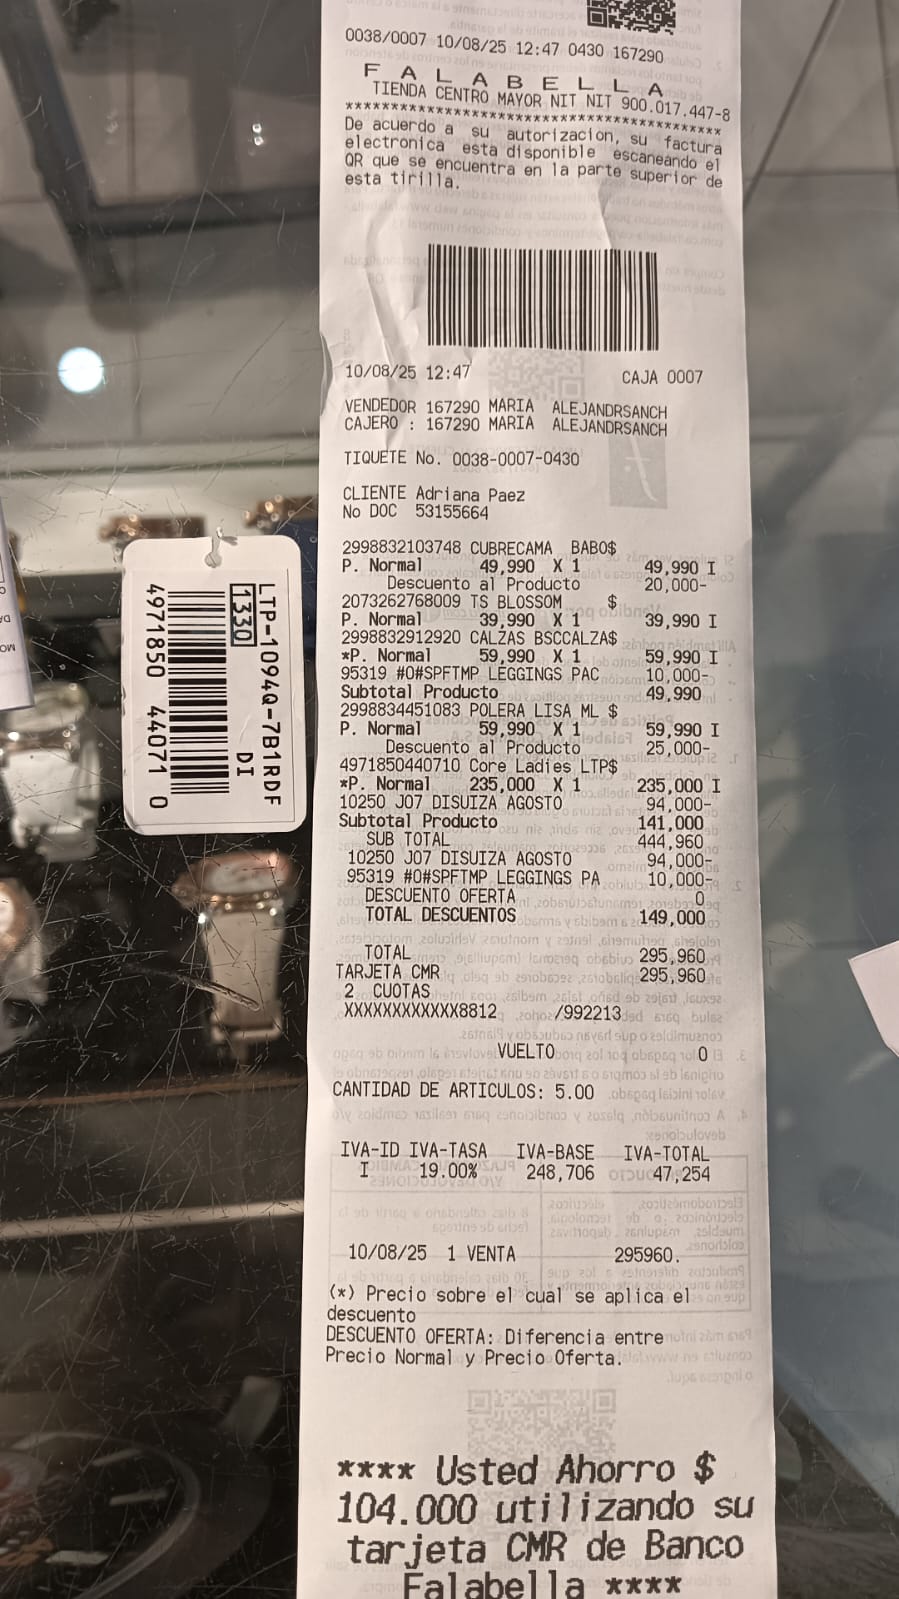 0038/0007 10/08/25 12:47 0430 167290
F A L A B E L L A
TIENDA CENTRO MAYOR NIT NIT 900.017.447-8
******************************************
De acuerdo a su autorizacion, su factura
electronica esta disponible escaneando el
QR que se encuentra en la parte superior de
esta tirilla.
10/08/25 12:47 CAJA 0007
VENDEDOR 167290 MARIA ALEJANDRSANCH
CAJERO : 167290 MARIA ALEJANDRSANCH
TIQUETE No. 0038-0007-0430
CLIENTE Adriana Paez
No DOC 53155664
2998832103748 CUBRECAMA BABO$
P. Normal 49,990 X 1 49,990 I
Descuento al Producto 20,000-
2073262768009 TS BLOSSOM $
P. Normal 39,990 X 1 39,990 I
2998832912920 CALZAS BSCCALZA$
*P. Normal 59,990 X 1 59,990 I
95319 #O#SPFTMP LEGGINGS PAC 10,000-
Subtotal Producto 49,990
2998834451083 POLERA LISA ML $
P. Normal 59,990 X 1 59,990 I
Descuento al Producto 25,000-
4971850440710 Core Ladies LTP$
*P. Normal 235,000 X 1 235,000 I
10250 J07 DISUIZA AGOSTO 94,000-
Subtotal Producto 141,000
SUB TOTAL 444,960
10250 J07 DISUIZA AGOSTO 94,000-
95319 #O#SPFTMP LEGGINGS PA 10,000-
DESCUENTO OFERTA 0
TOTAL DESCUENTOS 149,000
TOTAL 295,960
TARJETA CMR 295,960
2 CUOTAS
XXXXXXXXXXXX8812 /992213
VUELTO 0
CANTIDAD DE ARTICULOS: 5.00
IVA-ID IVA-TASA IVA-BASE IVA-TOTAL
I 19.00% 248,706 47,254
10/08/25 1 VENTA 295960.
(*) Precio sobre el cual se aplica el
descuento
DESCUENTO OFERTA: Diferencia entre
Precio Normal y Precio Oferta.
**** Usted Ahorro $
104.000 utilizando su
tarjeta CMR de Banco
Falabella ****
LTP-1094Q-7B1RDF
1330 DI
4971850 44071 0